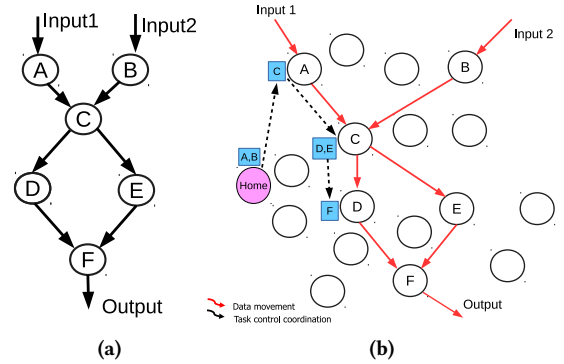 Input1
Input2
A
B
C
D
E
F
Output
(a)
Input 1
Input 2
C
A
B
A,B
D,E
C
Home
F
D
E
F
Output
Data movement
Task control coordination
(b)